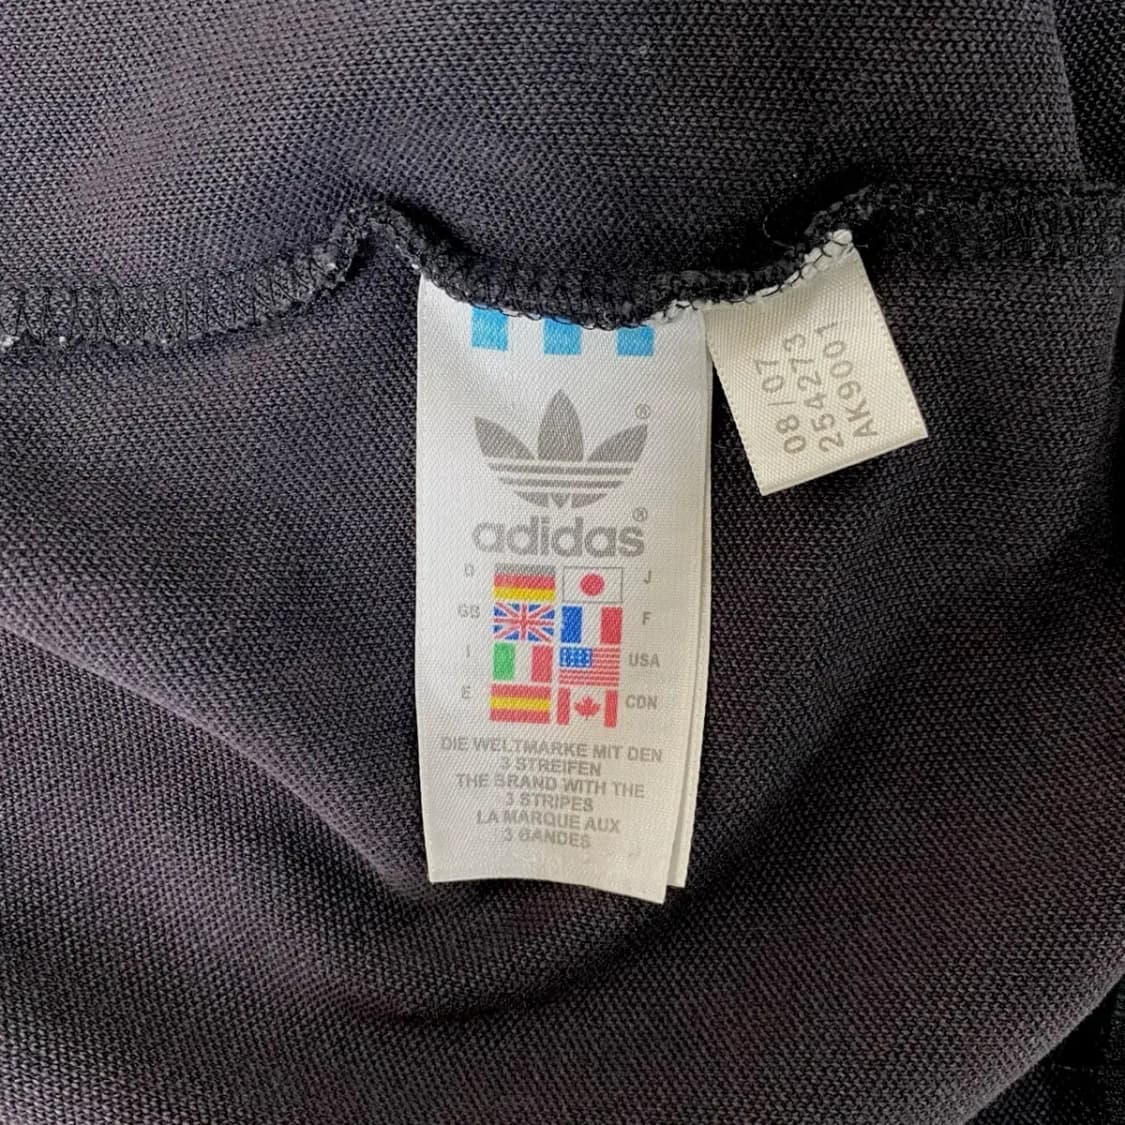 ®
adidas®
D J
GB F
I USA
E CDN
DIE WELTMARKE MIT DEN
3 STREIFEN
THE BRAND WITH THE
3 STRIPES
LA MARQUE AUX
3 BANDES
08/07
254273
AK9001